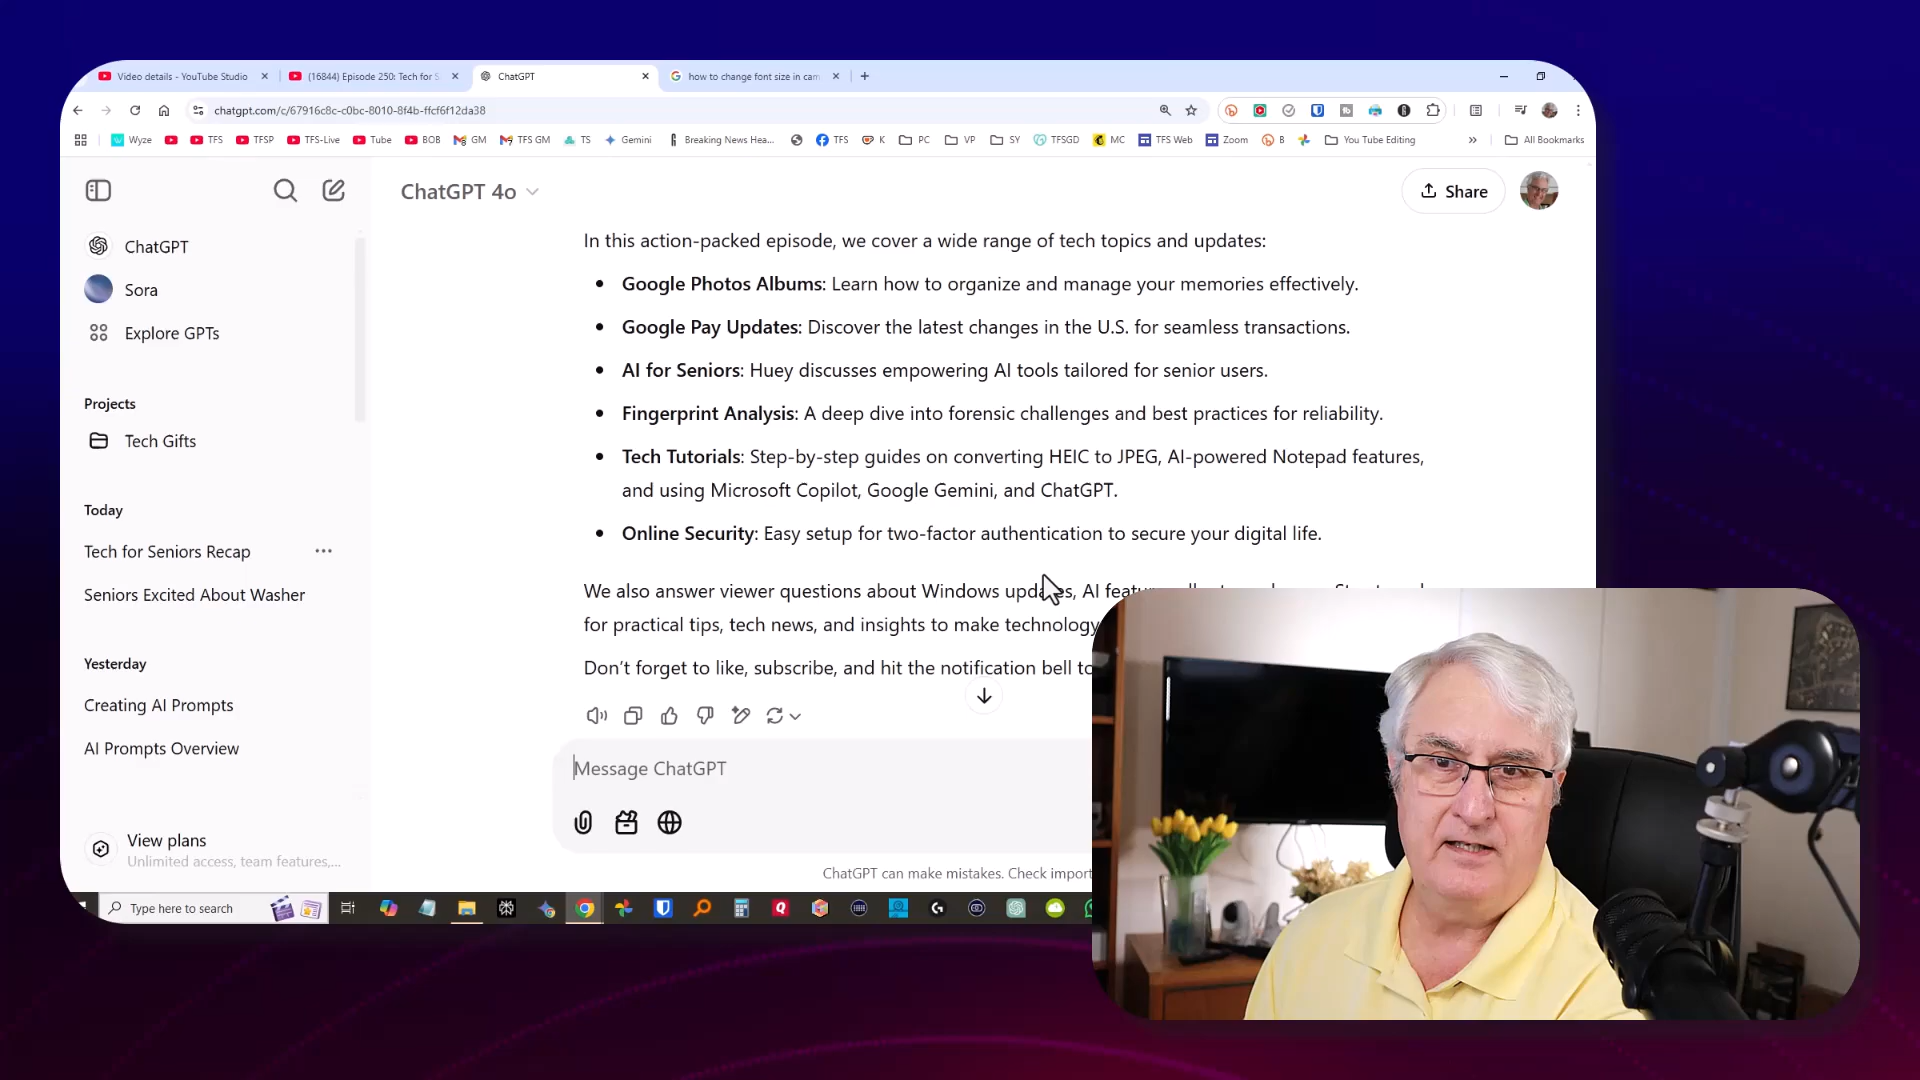 Video details - YouTube Studio
(16844) Episode 250: Tech for S
ChatGPT
how to change font size in cam
chatgpt.com/c/67916c8c-c0bc-8010-8f4b-ffcf6f12da38
Wyze
TFS
TFSP
TFS-Live
Tube
BOB
GM
TFS GM
TS
Gemini
Breaking News Hea...
TFS
K
PC
VP
SY
TFSGD
MC
TFS Web
Zoom
B
You Tube Editing
All Bookmarks
ChatGPT 4o
Share
ChatGPT
Sora
Explore GPTs
Projects
Tech Gifts
Today
Tech for Seniors Recap
Seniors Excited About Washer
Yesterday
Creating AI Prompts
AI Prompts Overview
View plans
Unlimited access, team features,...
In this action-packed episode, we cover a wide range of tech topics and updates:
• Google Photos Albums: Learn how to organize and manage your memories effectively.
• Google Pay Updates: Discover the latest changes in the U.S. for seamless transactions.
• AI for Seniors: Huey discusses empowering AI tools tailored for senior users.
• Fingerprint Analysis: A deep dive into forensic challenges and best practices for reliability.
• Tech Tutorials: Step-by-step guides on converting HEIC to JPEG, AI-powered Notepad features,
and using Microsoft Copilot, Google Gemini, and ChatGPT.
• Online Security: Easy setup for two-factor authentication to secure your digital life.
We also answer viewer questions about Windows updates, AI
for practical tips, tech news, and insights to make technology
Don't forget to like, subscribe, and hit the notification bell to
Message ChatGPT
ChatGPT can make mistakes. Check import
Type here to search